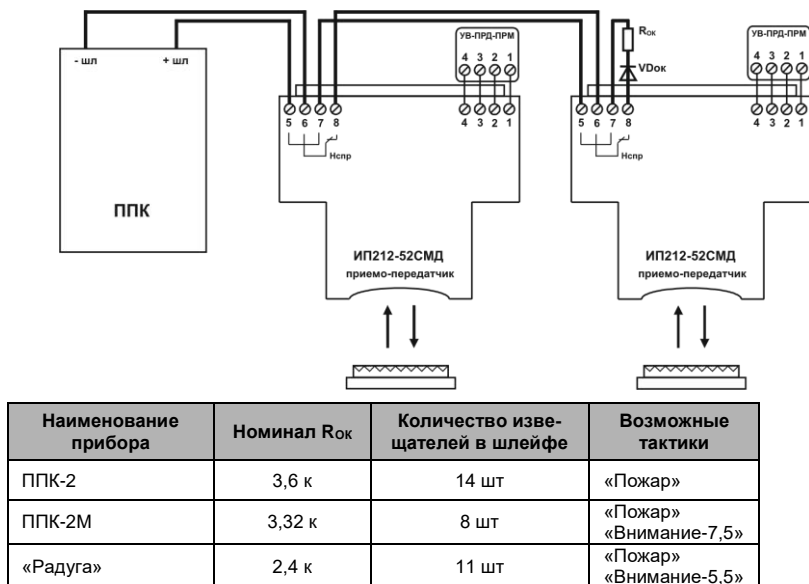 - шл + шл
ППК
УВ-ПРД-ПРМ
4 3 2 1
5 6 7 8
4 3 2 1
Нспр
ИП212-52СМД
приемо-передатчик
Rок
VDок
УВ-ПРД-ПРМ
4 3 2 1
5 6 7 8
4 3 2 1
Нспр
ИП212-52СМД
приемо-передатчик
Наименование
прибора
Номинал Rок
Количество изве-
щателей в шлейфе
Возможные
тактики
ППК-2
3,6 к
14 шт
«Пожар»
ППК-2М
3,32 к
8 шт
«Пожар»
«Внимание-7,5»
«Радуга»
2,4 к
11 шт
«Пожар»
«Внимание-5,5»